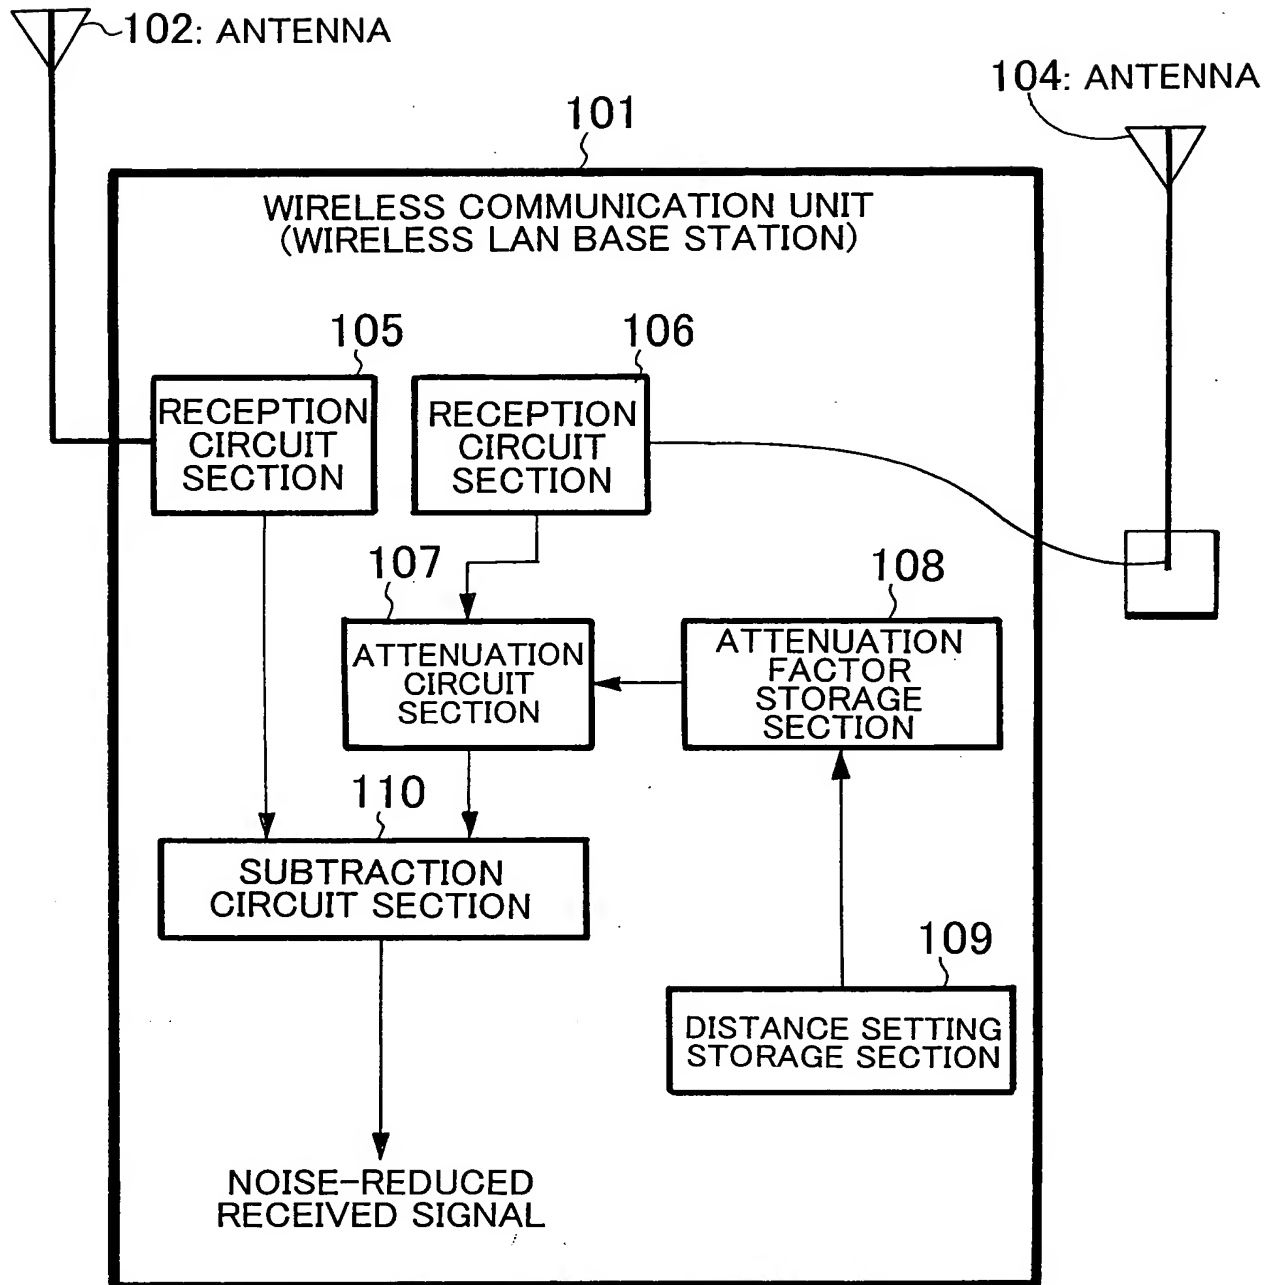 102: ANTENNA
104: ANTENNA
101
WIRELESS COMMUNICATION UNIT
(WIRELESS LAN BASE STATION)
105
106
RECEPTION
CIRCUIT
SECTION
RECEPTION
CIRCUIT
SECTION
107
108
ATTENUATION
CIRCUIT
SECTION
ATTENUATION
FACTOR
STORAGE
SECTION
110
SUBTRACTION
CIRCUIT SECTION
109
DISTANCE SETTING
STORAGE SECTION
NOISE-REDUCED
RECEIVED SIGNAL